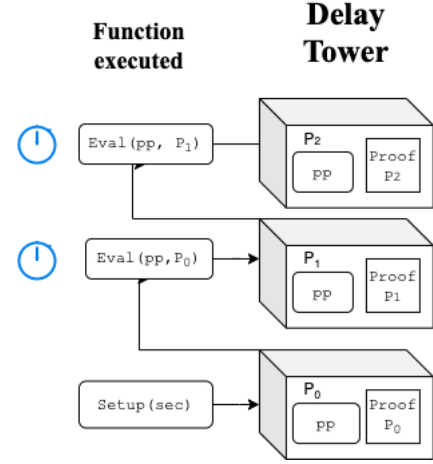 Function
executed
Delay
Tower
Eval(pp, P1)
P2
pp
Proof
P2
Eval(pp,P0)
P1
pp
Proof
P1
Setup(sec)
P0
pp
Proof
P0